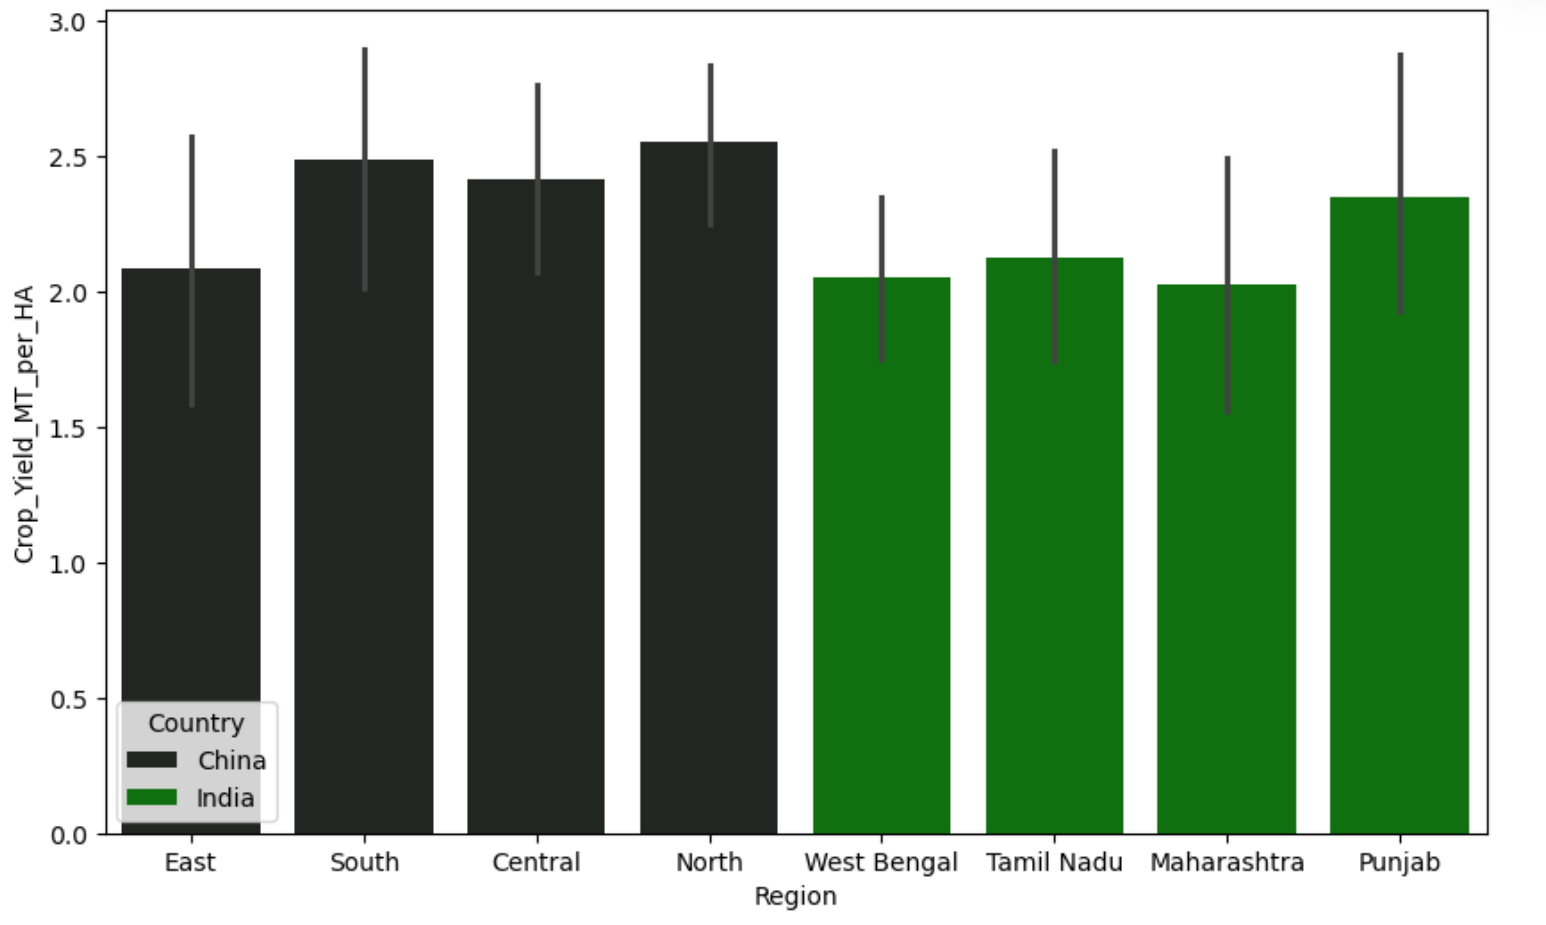 3.0
2.5
2.0
1.5
1.0
0.5
0.0
Crop_Yield_MT_per_HA
Country
China
India
East South Central North West Bengal Tamil Nadu Maharashtra Punjab
Region